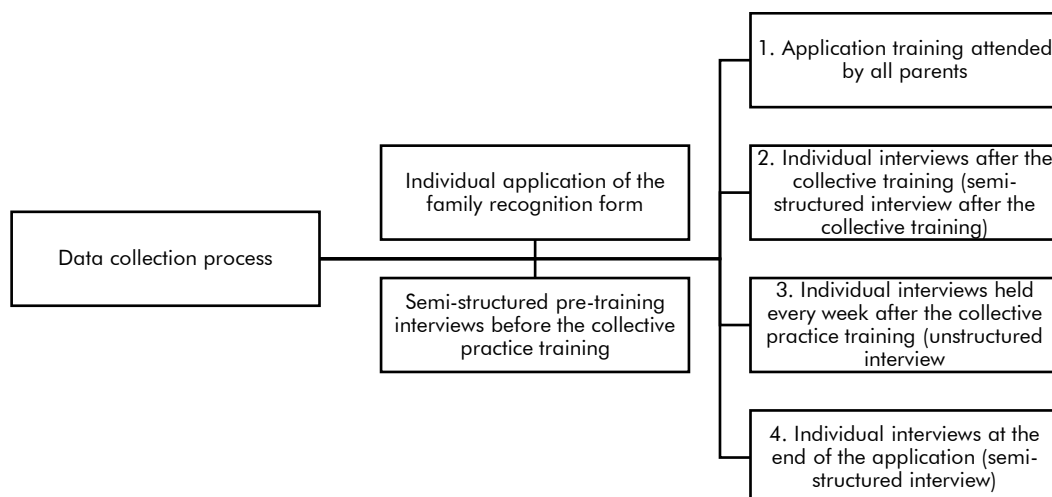 Data collection process
Individual application of the
family recognition form
Semi-structured pre-training
interviews before the collective
practice training
1. Application training attended
by all parents
2. Individual interviews after the
collective training (semi-
structured interview after the
collective training)
3. Individual interviews held
every week after the collective
practice training (unstructured
interview
4. Individual interviews at the
end of the application (semi-
structured interview)